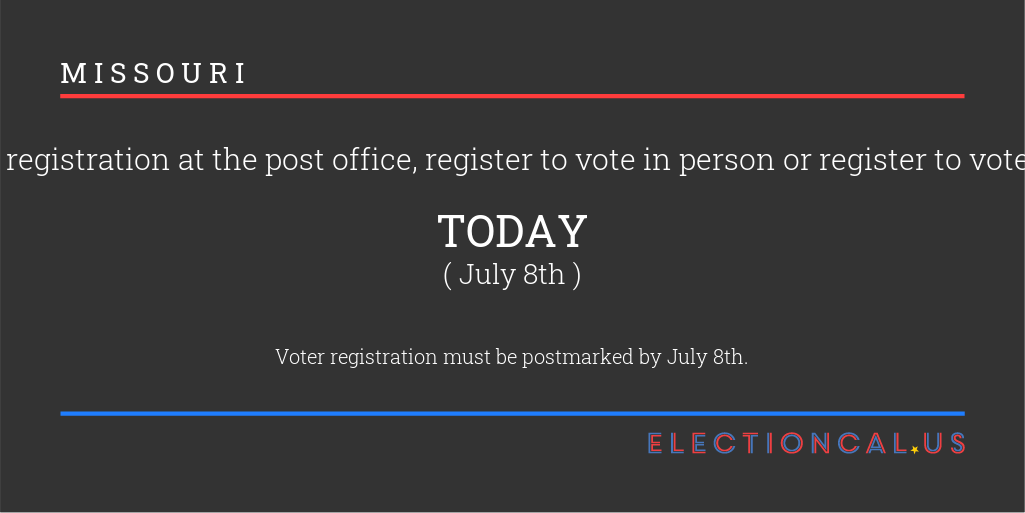 MISSOURI
registration at the post office, register to vote in person or register to vote
TODAY
( July 8th )
Voter registration must be postmarked by July 8th.
ELECTIONCAL.US